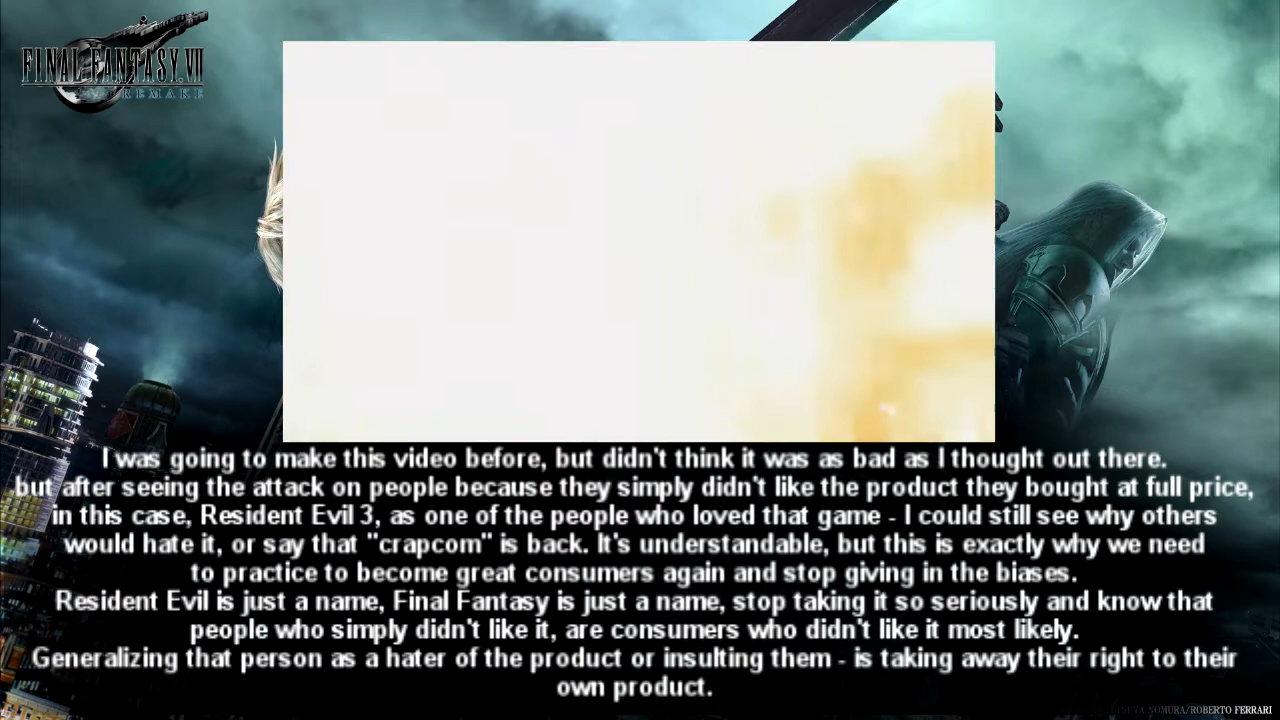 FINAL FANTASY VII
REMAKE
I was going to make this video before, but didn't think it was as bad as I thought out there.
but after seeing the attack on people because they simply didn't like the product they bought at full price,
in this case, Resident Evil 3, as one of the people who loved that game - I could still see why others
would hate it, or say that "crapcom" is back. It's understandable, but this is exactly why we need
to practice to become great consumers again and stop giving in the biases.
Resident Evil is just a name, Final Fantasy is just a name, stop taking it so seriously and know that
people who simply didn't like it, are consumers who didn't like it most likely.
Generalizing that person as a hater of the product or insulting them - is taking away their right to their
own product.
NOMURA/ROBERTO FERRARI